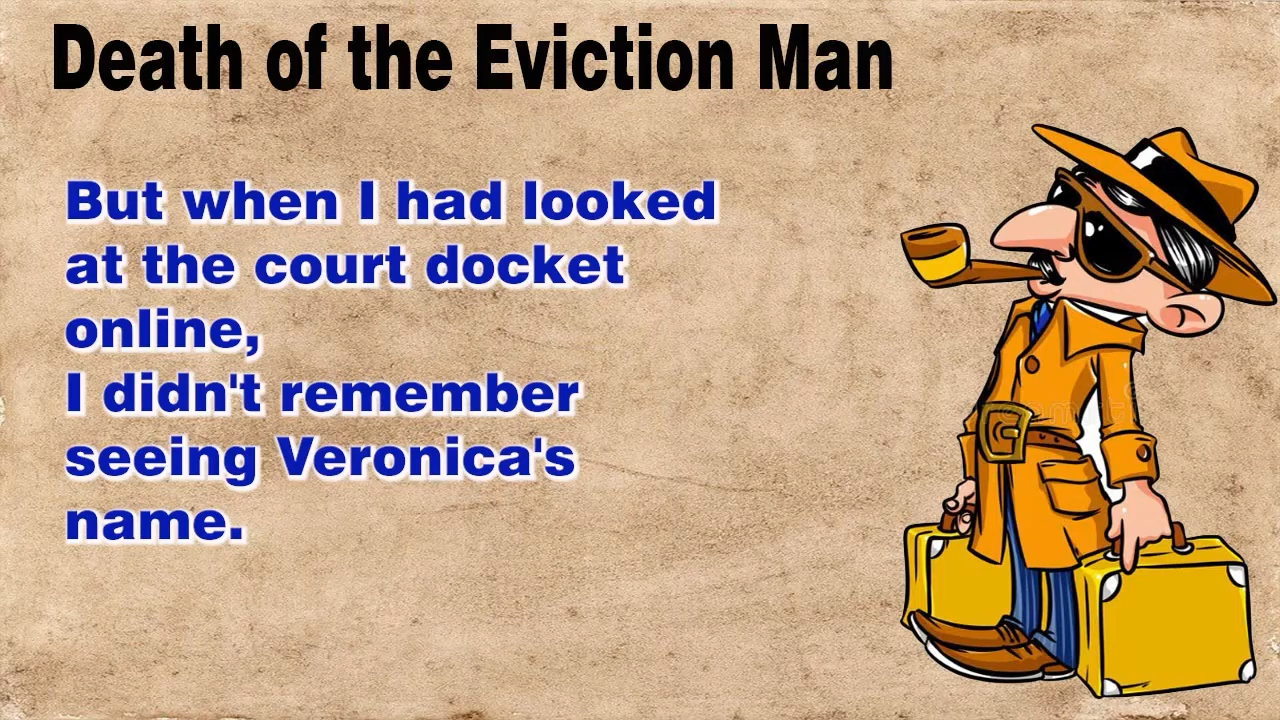 Death of the Eviction Man
But when I had looked
at the court docket
online,
I didn't remember
seeing Veronica's
name.